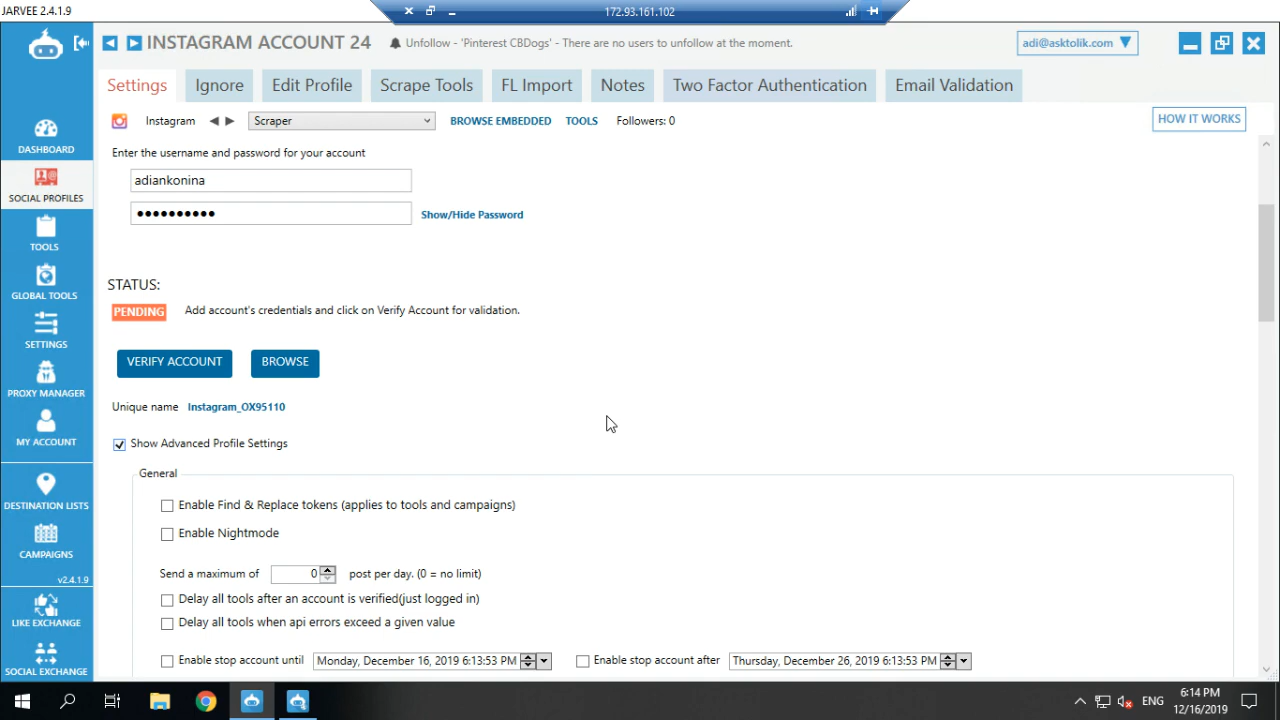 JARVEE 2.4.1.9
172.93.161.102
INSTAGRAM ACCOUNT 24
Unfollow - 'Pinterest CBDogs' - There are no users to unfollow at the moment.
adi@asktolik.com
Settings
Ignore
Edit Profile
Scrape Tools
FL Import
Notes
Two Factor Authentication
Email Validation
Instagram
Scraper
BROWSE EMBEDDED
TOOLS
Followers: 0
HOW IT WORKS
DASHBOARD
SOCIAL PROFILES
TOOLS
GLOBAL TOOLS
SETTINGS
PROXY MANAGER
MY ACCOUNT
DESTINATION LISTS
CAMPAIGNS
v2.4.1.9
LIKE EXCHANGE
SOCIAL EXCHANGE
Enter the username and password for your account
adiankonina
Show/Hide Password
STATUS:
PENDING
Add account's credentials and click on Verify Account for validation.
VERIFY ACCOUNT
BROWSE
Unique name
Instagram_OX95110
Show Advanced Profile Settings
General
Enable Find & Replace tokens (applies to tools and campaigns)
Enable Nightmode
Send a maximum of 0 post per day. (0 = no limit)
Delay all tools after an account is verified(just logged in)
Delay all tools when api errors exceed a given value
Enable stop account until Monday, December 16, 2019 6:13:53 PM
Enable stop account after Thursday, December 26, 2019 6:13:53 PM
ENG
6:14 PM
12/16/2019